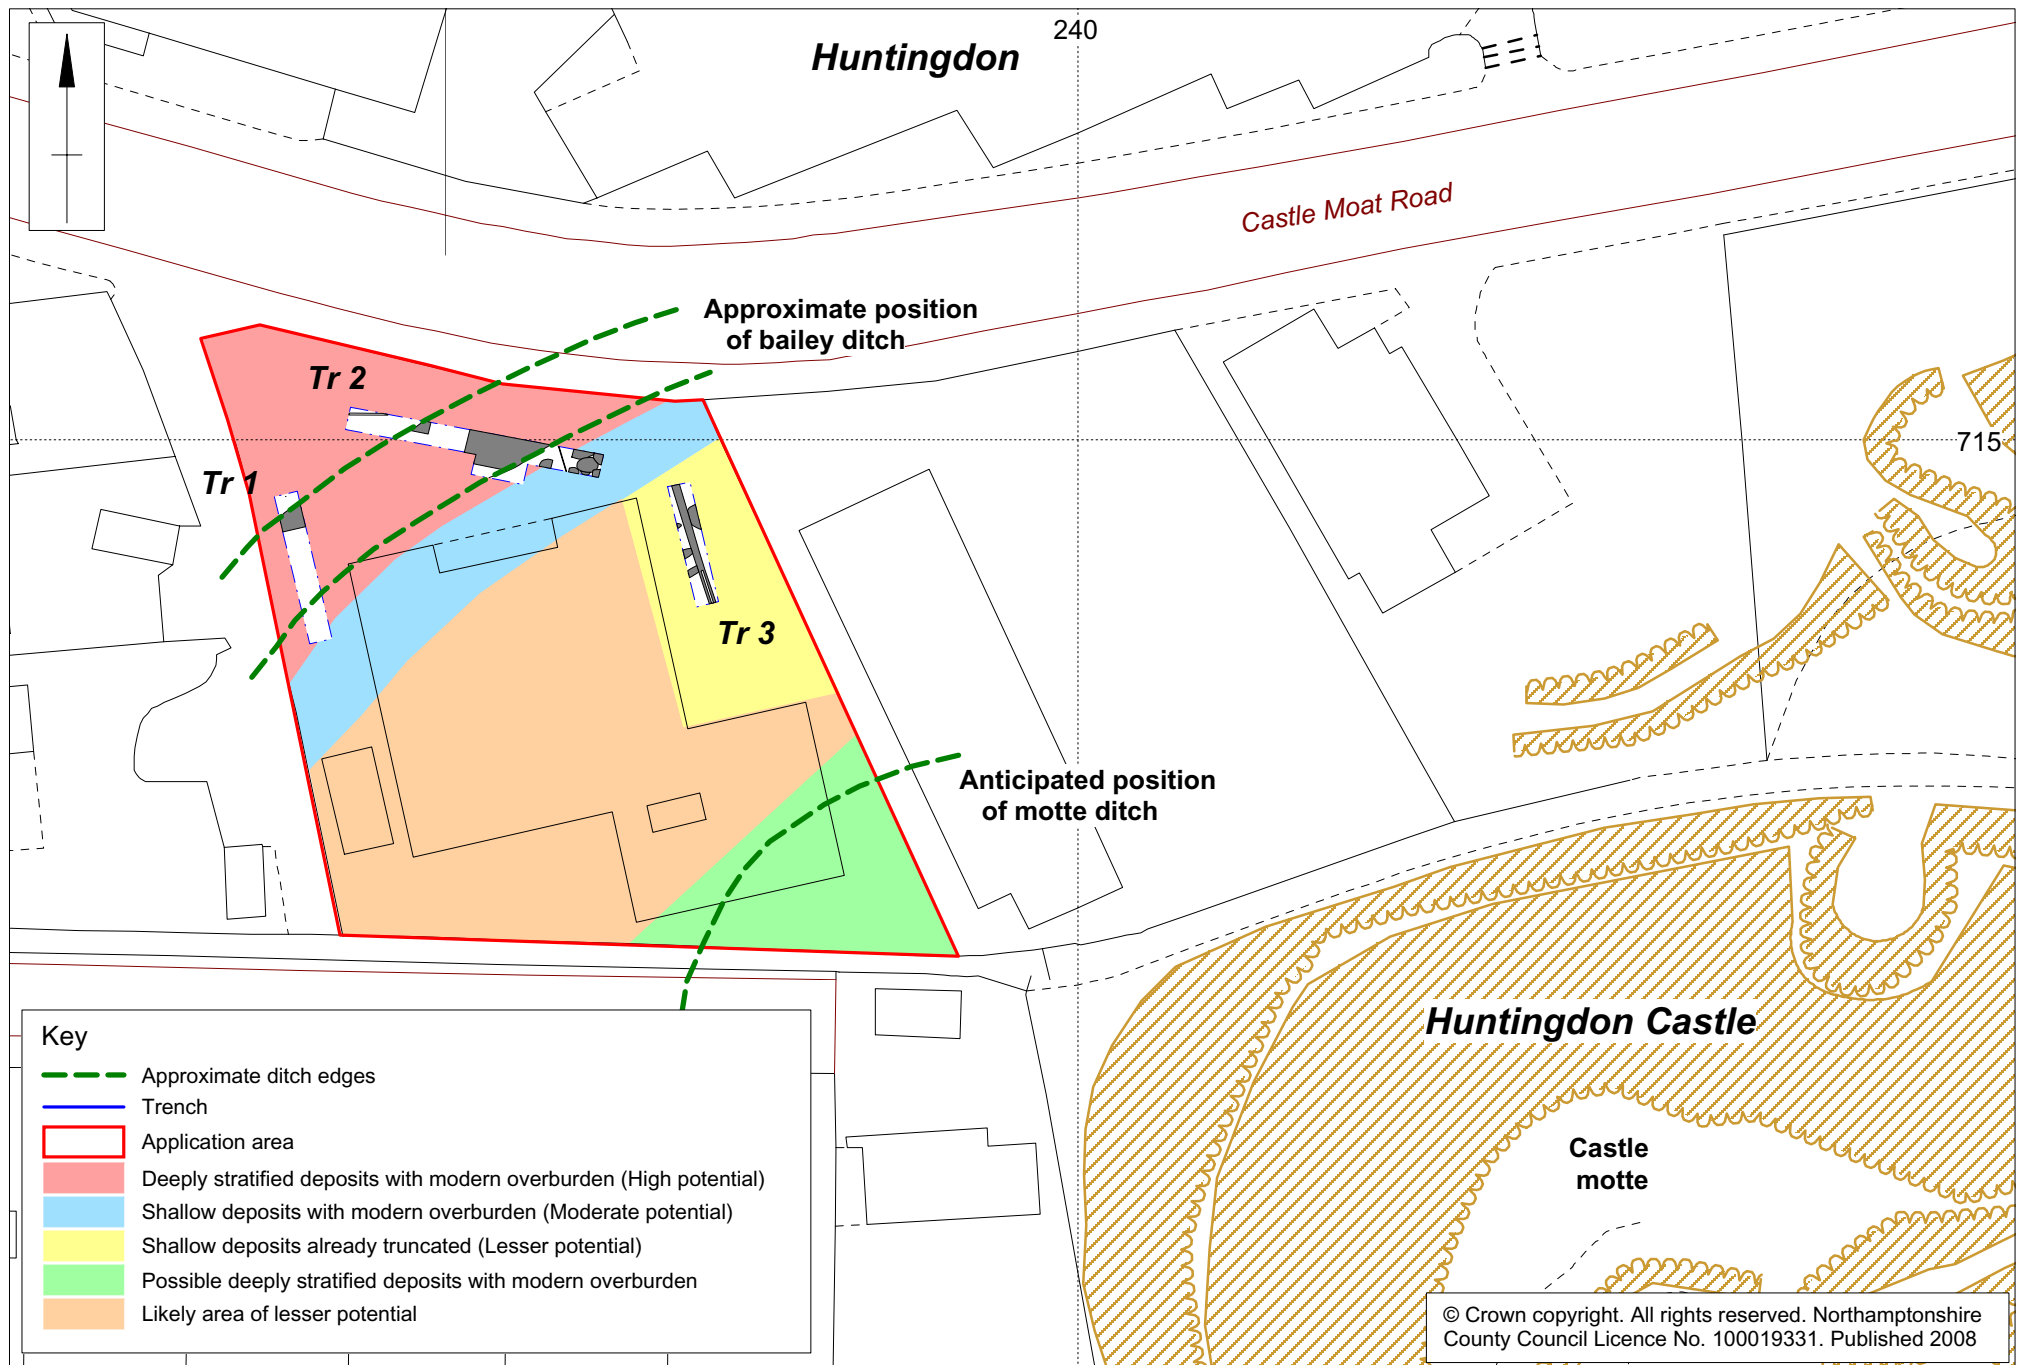 240
Huntingdon
Castle Moat Road
Approximate position
of bailey ditch
Tr 2
715
Tr 1
Tr 3
Anticipated position
of motte ditch
Huntingdon Castle
Castle
motte
Key
Approximate ditch edges
Trench
Application area
Deeply stratified deposits with modern overburden (High potential)
Shallow deposits with modern overburden (Moderate potential)
Shallow deposits already truncated (Lesser potential)
Possible deeply stratified deposits with modern overburden
Likely area of lesser potential
© Crown copyright. All rights reserved. Northamptonshire
County Council Licence No. 100019331. Published 2008